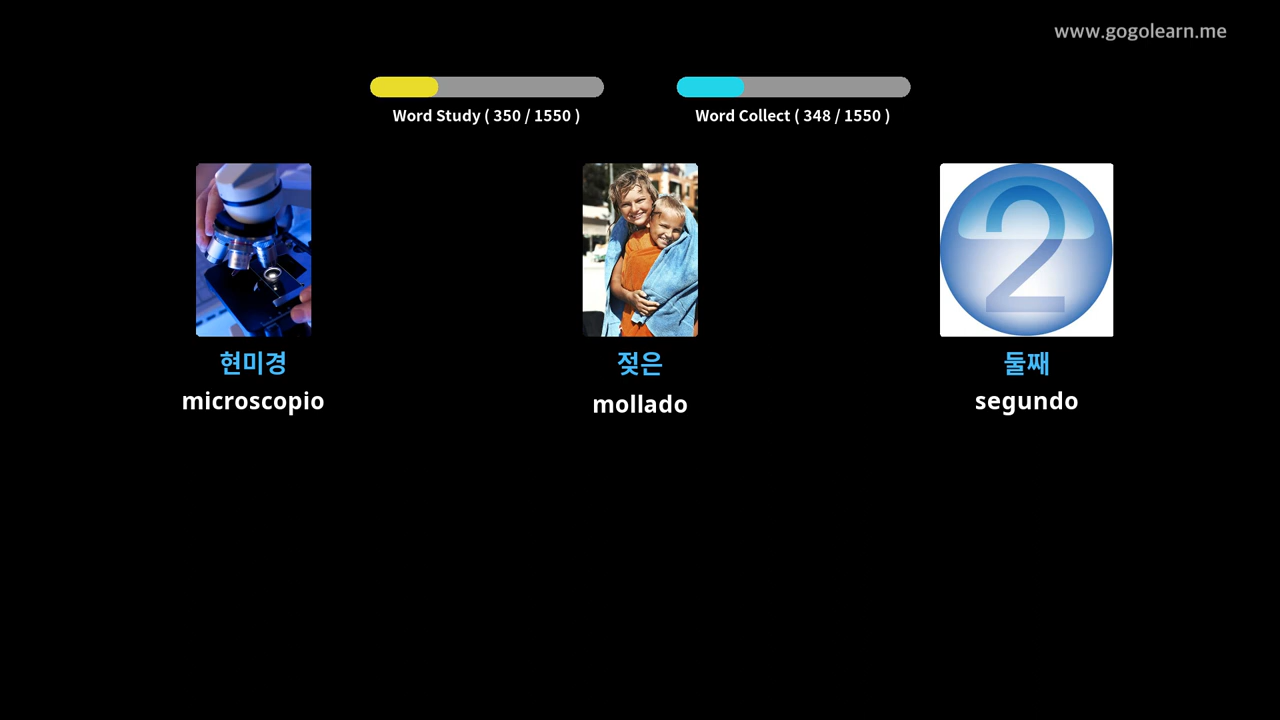 www.gogolearn.me
Word Study ( 350 / 1550 )
Word Collect ( 348 / 1550 )
2
현미경
젖은
둘째
microscopio
mollado
segundo